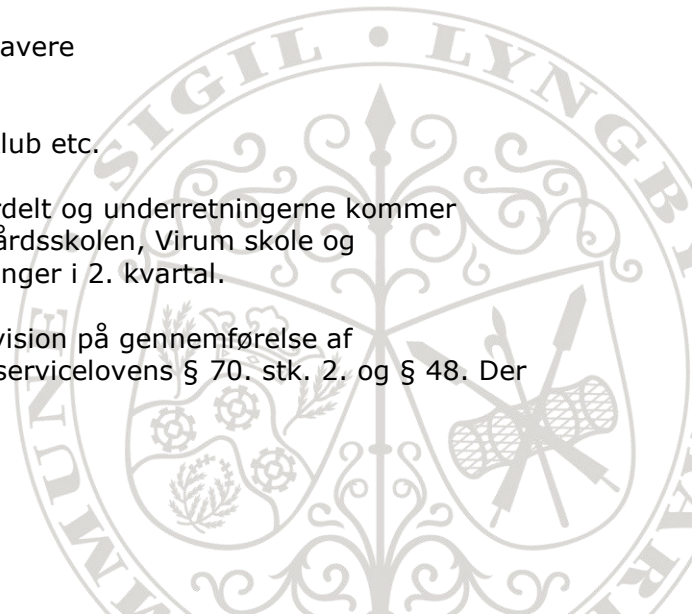 avere
lub etc.
rdelt og underretningerne kommer
årdsskolen, Virum skole og
nger i 2. kvartal.
vision på gennemførelse af
servicelovens § 70. stk. 2. og § 48. Der
SIGIL • LYNGBY
MMUNE